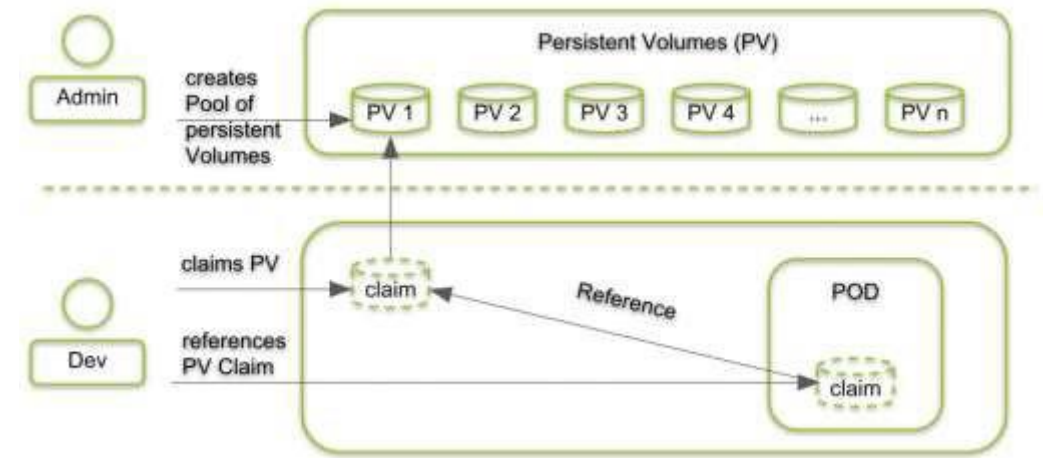 Persistent Volumes (PV)
Admin
creates
Pool of
persistent
Volumes
PV 1
PV 2
PV 3
PV 4
...
PV n
claims PV
claim
Reference
POD
Dev
references
PV Claim
claim